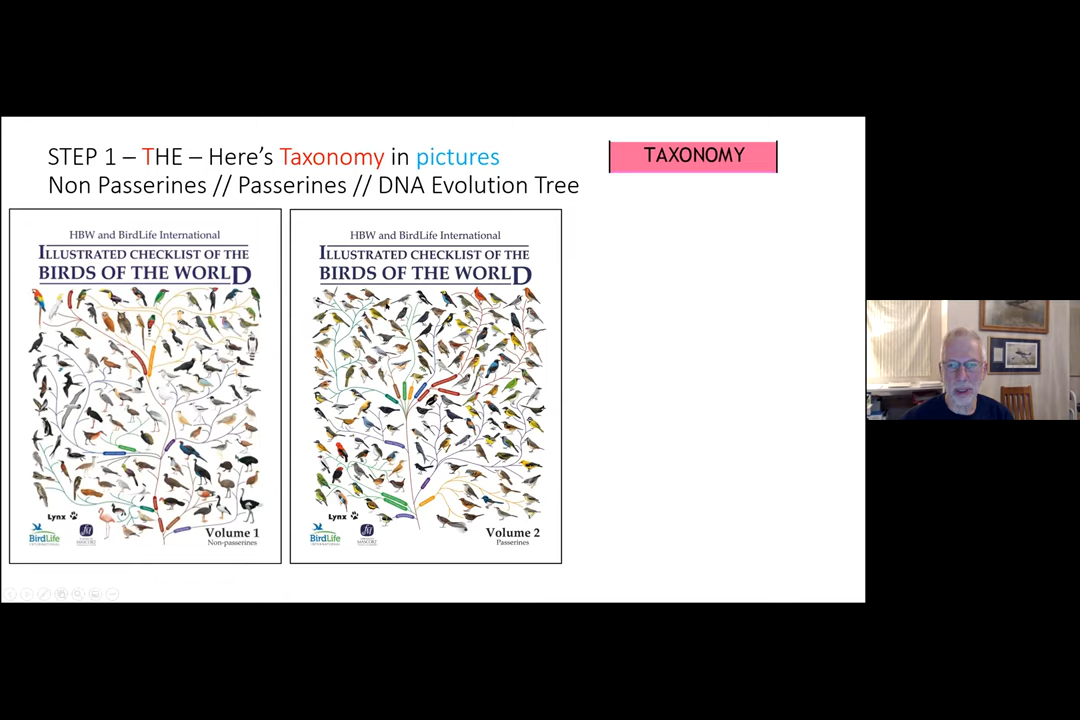 STEP 1 – THE – Here's Taxonomy in pictures
Non Passerines // Passerines // DNA Evolution Tree
TAXONOMY
HBW and BirdLife International
ILLUSTRATED CHECKLIST OF THE
BIRDS OF THE WORLD
Lynx
BirdLife
INTERNATIONAL
Volume 1
Non-passerines
HBW and BirdLife International
ILLUSTRATED CHECKLIST OF THE
BIRDS OF THE WORLD
Lynx
BirdLife
INTERNATIONAL
Volume 2
Passerines